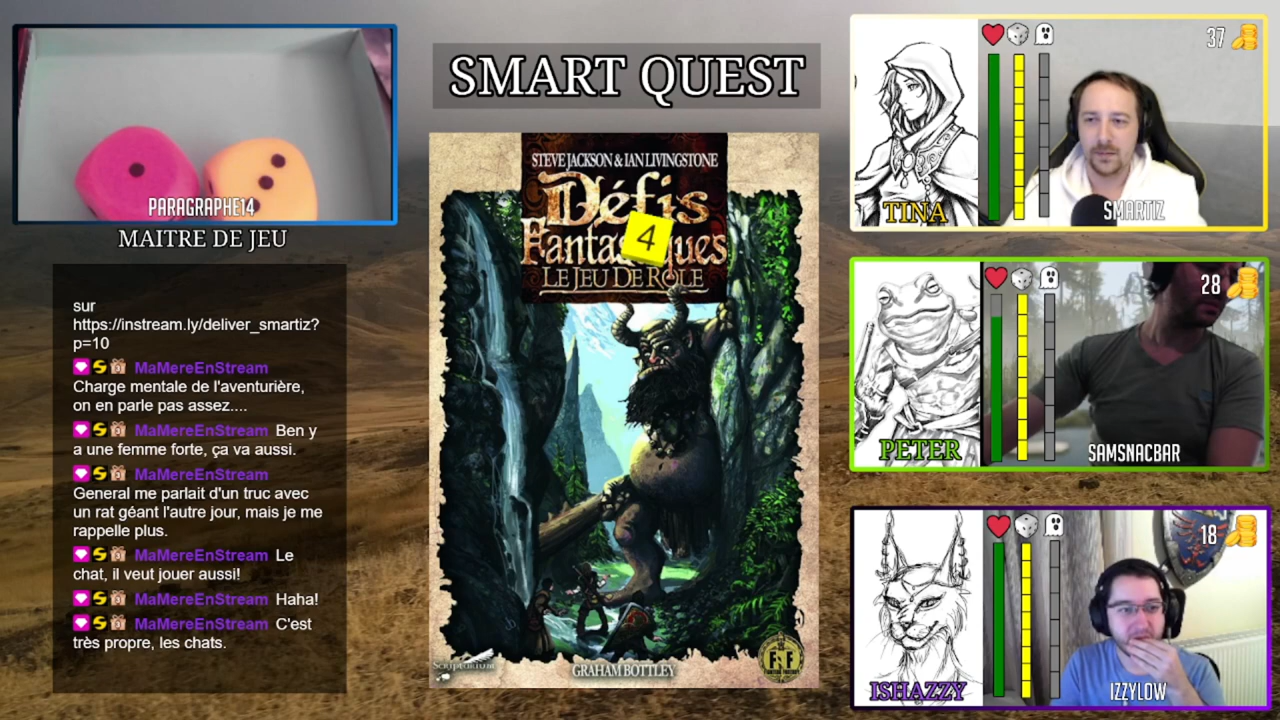 SMART QUEST
PARAGRAPHE14
MAITRE DE JEU
sur
https://instream.ly/deliver_smartiz?
p=10
MaMereEnStream
Charge mentale de l'aventurière,
on en parle pas assez....
MaMereEnStream Ben y
a une femme forte, ça va aussi.
MaMereEnStream
General me parlait d'un truc avec
un rat géant l'autre jour, mais je me
rappelle plus.
MaMereEnStream Le
chat, il veut jouer aussi!
MaMereEnStream Haha!
MaMereEnStream C'est
très propre, les chats.
STEVE JACKSON & IAN LIVINGSTONE
Défis
Fantastiques
4
LE JEU DE RÔLE
SCRIPTARIUM
GRAHAM BOTTLEY
FF
37
TINA
SMARTIZ
28
PETER
SAMSNACBAR
18
ISHAZZY
IZZYLOW